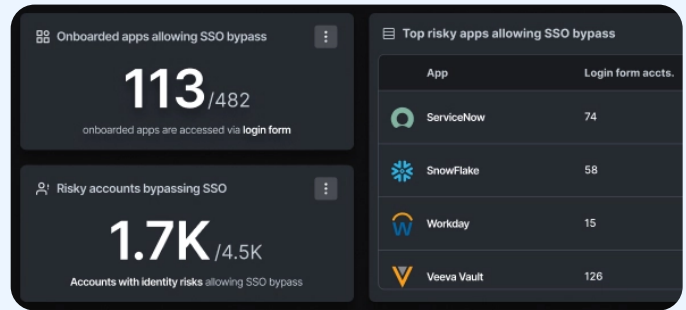 Onboarded apps allowing SSO bypass
113/482
onboarded apps are accessed via login form
Risky accounts bypassing SSO
1.7K/4.5K
Accounts with identity risks allowing SSO bypass
Top risky apps allowing SSO bypass
App Login form accts.
ServiceNow 74
SnowFlake 58
Workday 15
Veeva Vault 126